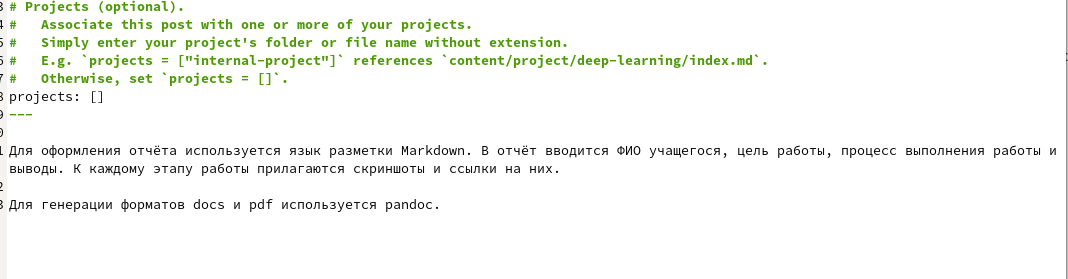 3 # Projects (optional).
4 #   Associate this post with one or more of your projects.
5 #   Simply enter your project's folder or file name without extension.
6 #   E.g. `projects = ["internal-project"]` references `content/project/deep-learning/index.md`.
7 #   Otherwise, set `projects = []`.
8 projects: []
9 ---
0
1 Для оформления отчёта используется язык разметки Markdown. В отчёт вводится ФИО учащегося, цель работы, процесс выполнения работы и
выводы. К каждому этапу работы прилагаются скриншоты и ссылки на них.
2
3 Для генерации форматов docs и pdf используется pandoc.